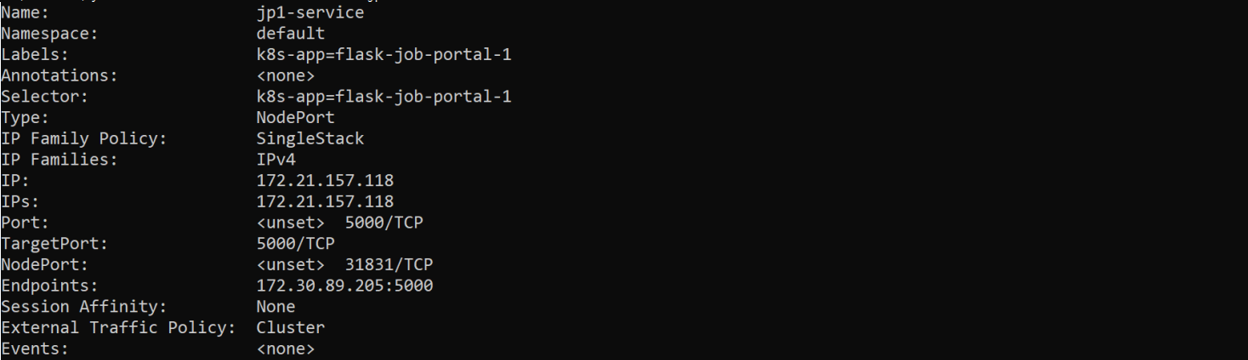 Name:                     jp1-service
Namespace:                default
Labels:                   k8s-app=flask-job-portal-1
Annotations:              <none>
Selector:                 k8s-app=flask-job-portal-1
Type:                     NodePort
IP Family Policy:         SingleStack
IP Families:              IPv4
IP:                       172.21.157.118
IPs:                      172.21.157.118
Port:                     <unset>  5000/TCP
TargetPort:               5000/TCP
NodePort:                 <unset>  31831/TCP
Endpoints:                172.30.89.205:5000
Session Affinity:         None
External Traffic Policy:  Cluster
Events:                   <none>